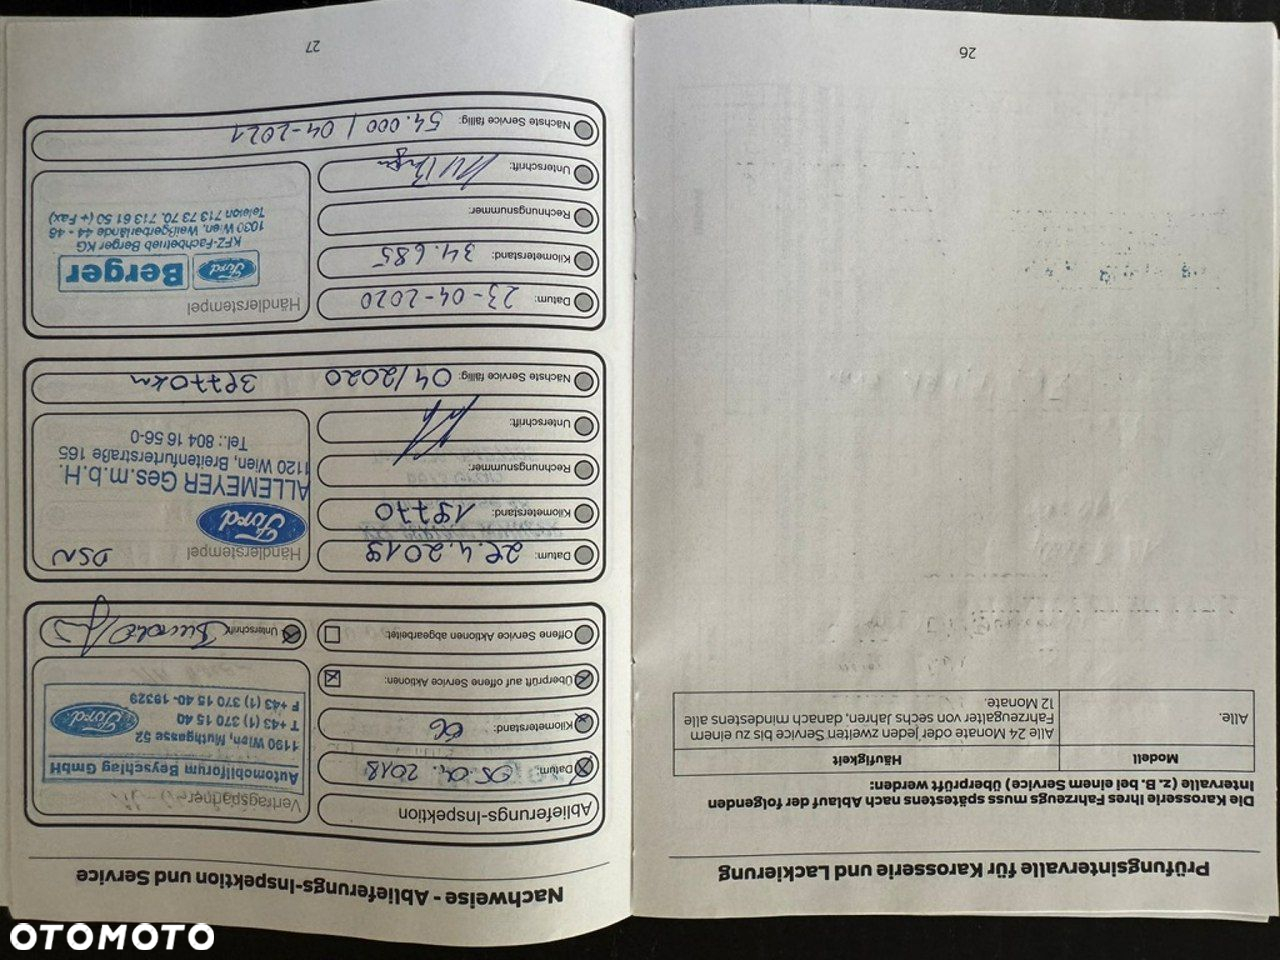 Prüfungsintervalle für Karosserie und Lackierung
Die Karosserie Ihres Fahrzeugs muss spätestens nach Ablauf der folgenden
Intervalle (z. B. bei einem Service) überprüft werden:
Modell
Häufigkeit
Alle.
Alle 24 Monate oder jeden zweiten Service bis zu einem
Fahrzeugalter von sechs Jahren, danach mindestens alle
12 Monate.
26
Nachweise - Ablieferungs-Inspektion und Service
Ablieferungs-Inspektion
Datum: 05.04.2018
Kilometerstand: 06
Überprüft auf offene Service Aktionen:
Offene Service Aktionen abgearbeitet:
Vertragspartner
Automobilforum Beyschlag GmbH
1190 Wien, Muthgasse 52
T +43 (1) 370 15 40
F +43 (1) 370 15 40- 19329
Ford
Unterschrift:
Datum:
Kilometerstand:
Rechnungsnummer:
Unterschrift:
Händlerstempel
DSN
Ford
ALLEMEYER Ges.m.b.H.
1120 Wien, Breitenfurterstraße 165
Tel.: 804 16 56-0
Nächste Service fällig: 04/2020
Datum: 23-04-2020
Kilometerstand: 34.685
Rechnungsnummer:
Unterschrift:
Händlerstempel
Ford Berger
KFZ-Fachbetrieb Berger KG
1030 Wien, Weißgerberlände 44 - 46
Telefon 713 73 70, 713 61 50 (+ Fax)
Nächste Service fällig: 54.000 / 04-2021
27
OTOMOTO